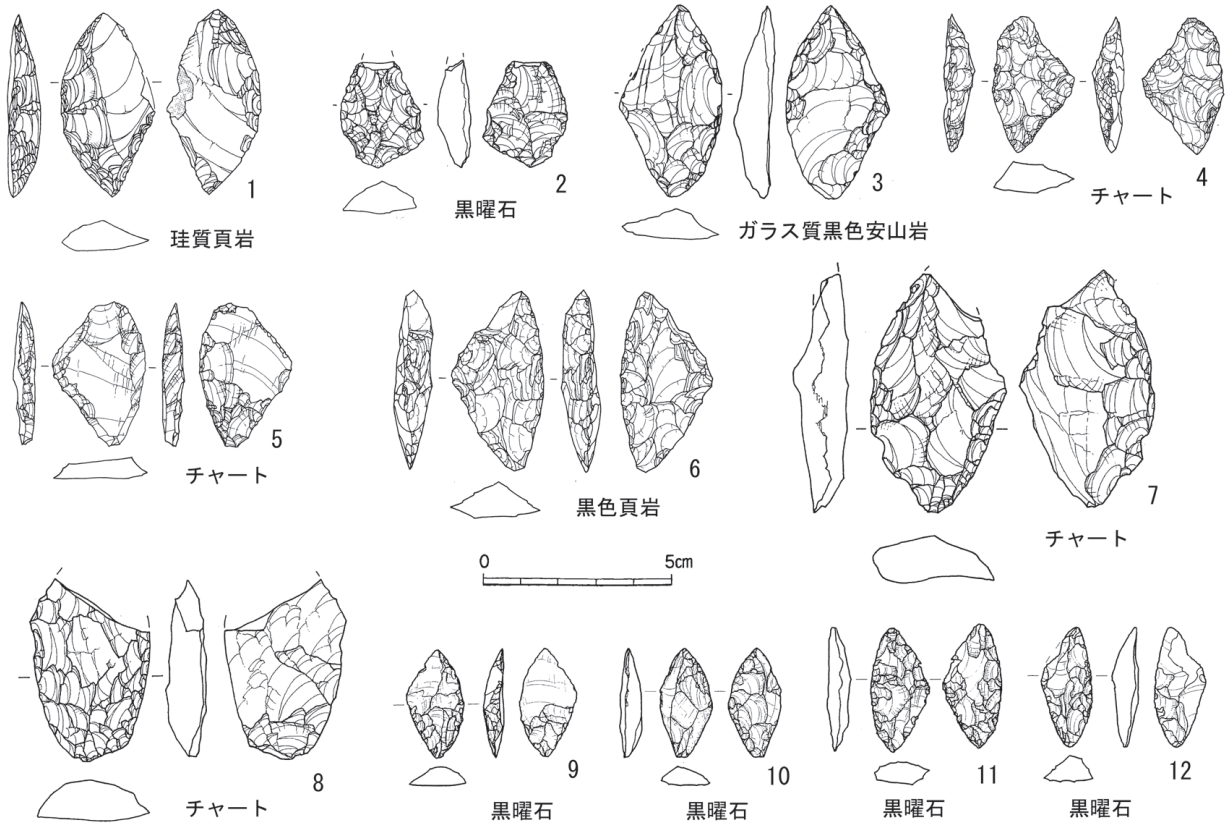 1
珪質頁岩
2
黒曜石
3
ガラス質黒色安山岩
4
チャート
5
チャート
6
黒色頁岩
7
チャート
0 5cm
8
チャート
9
黒曜石
10
黒曜石
11
黒曜石
12
黒曜石